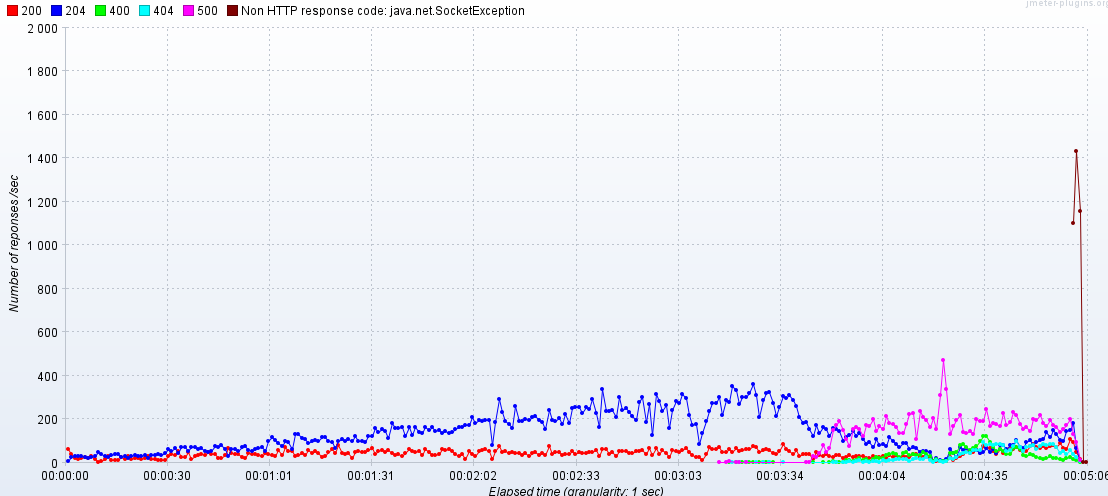 jmeter-plugins.org
200 204 400 404 500 Non HTTP response code: java.net.SocketException
2 000
1 800
1 600
1 400
1 200
1 000
800
600
400
200
0
Number of reponses /sec
00:00:00 00:00:30 00:01:01 00:01:31 00:02:02 00:02:33 00:03:03 00:03:34 00:04:04 00:04:35 00:05:06
Elapsed time (granularity: 1 sec)